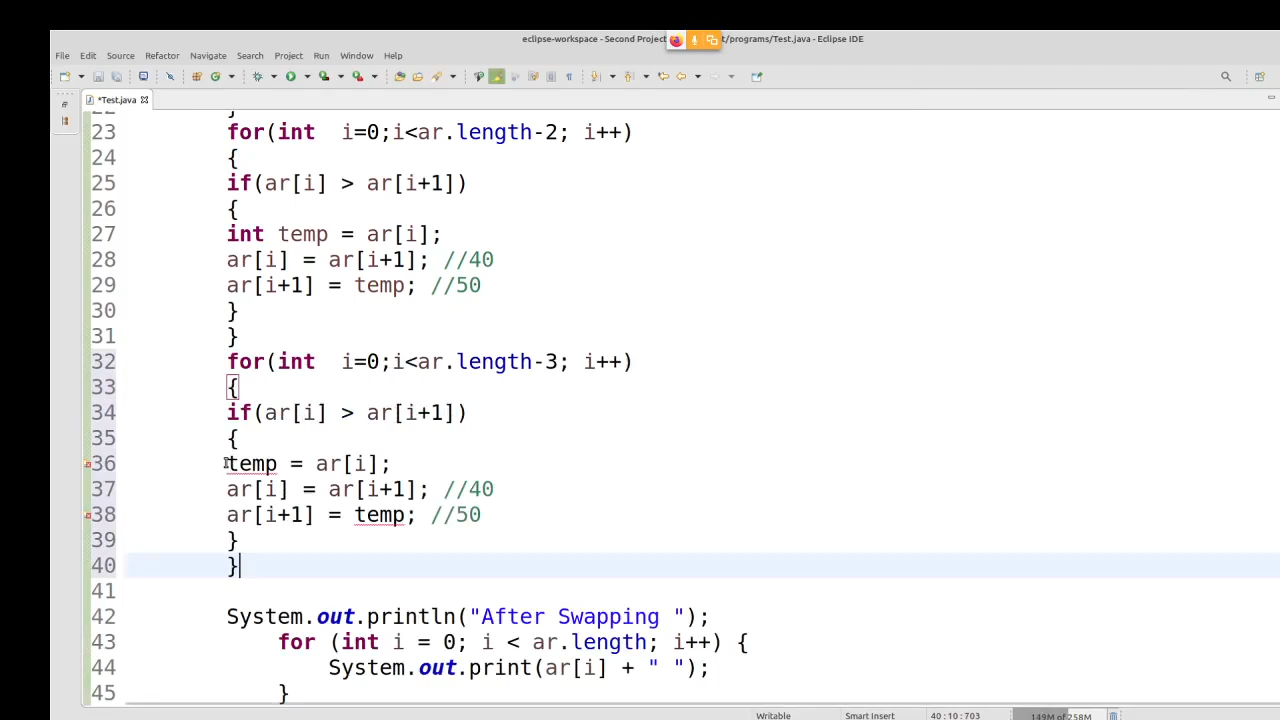 eclipse-workspace - Second Project t/programs/Test.java - Eclipse IDE
File Edit Source Refactor Navigate Search Project Run Window Help
*Test.java
22 }
23 for(int  i=0;i<ar.length-2; i++)
24 {
25 if(ar[i] > ar[i+1])
26 {
27 int temp = ar[i];
28 ar[i] = ar[i+1]; //40
29 ar[i+1] = temp; //50
30 }
31 }
32 for(int  i=0;i<ar.length-3; i++)
33 {
34 if(ar[i] > ar[i+1])
35 {
36 temp = ar[i];
37 ar[i] = ar[i+1]; //40
38 ar[i+1] = temp; //50
39 }
40 }
41
42 System.out.println("After Swapping ");
43 for (int i = 0; i < ar.length; i++) {
44 System.out.print(ar[i] + " ");
45 }
Writable Smart Insert 40 : 10 : 703 149M of 258M